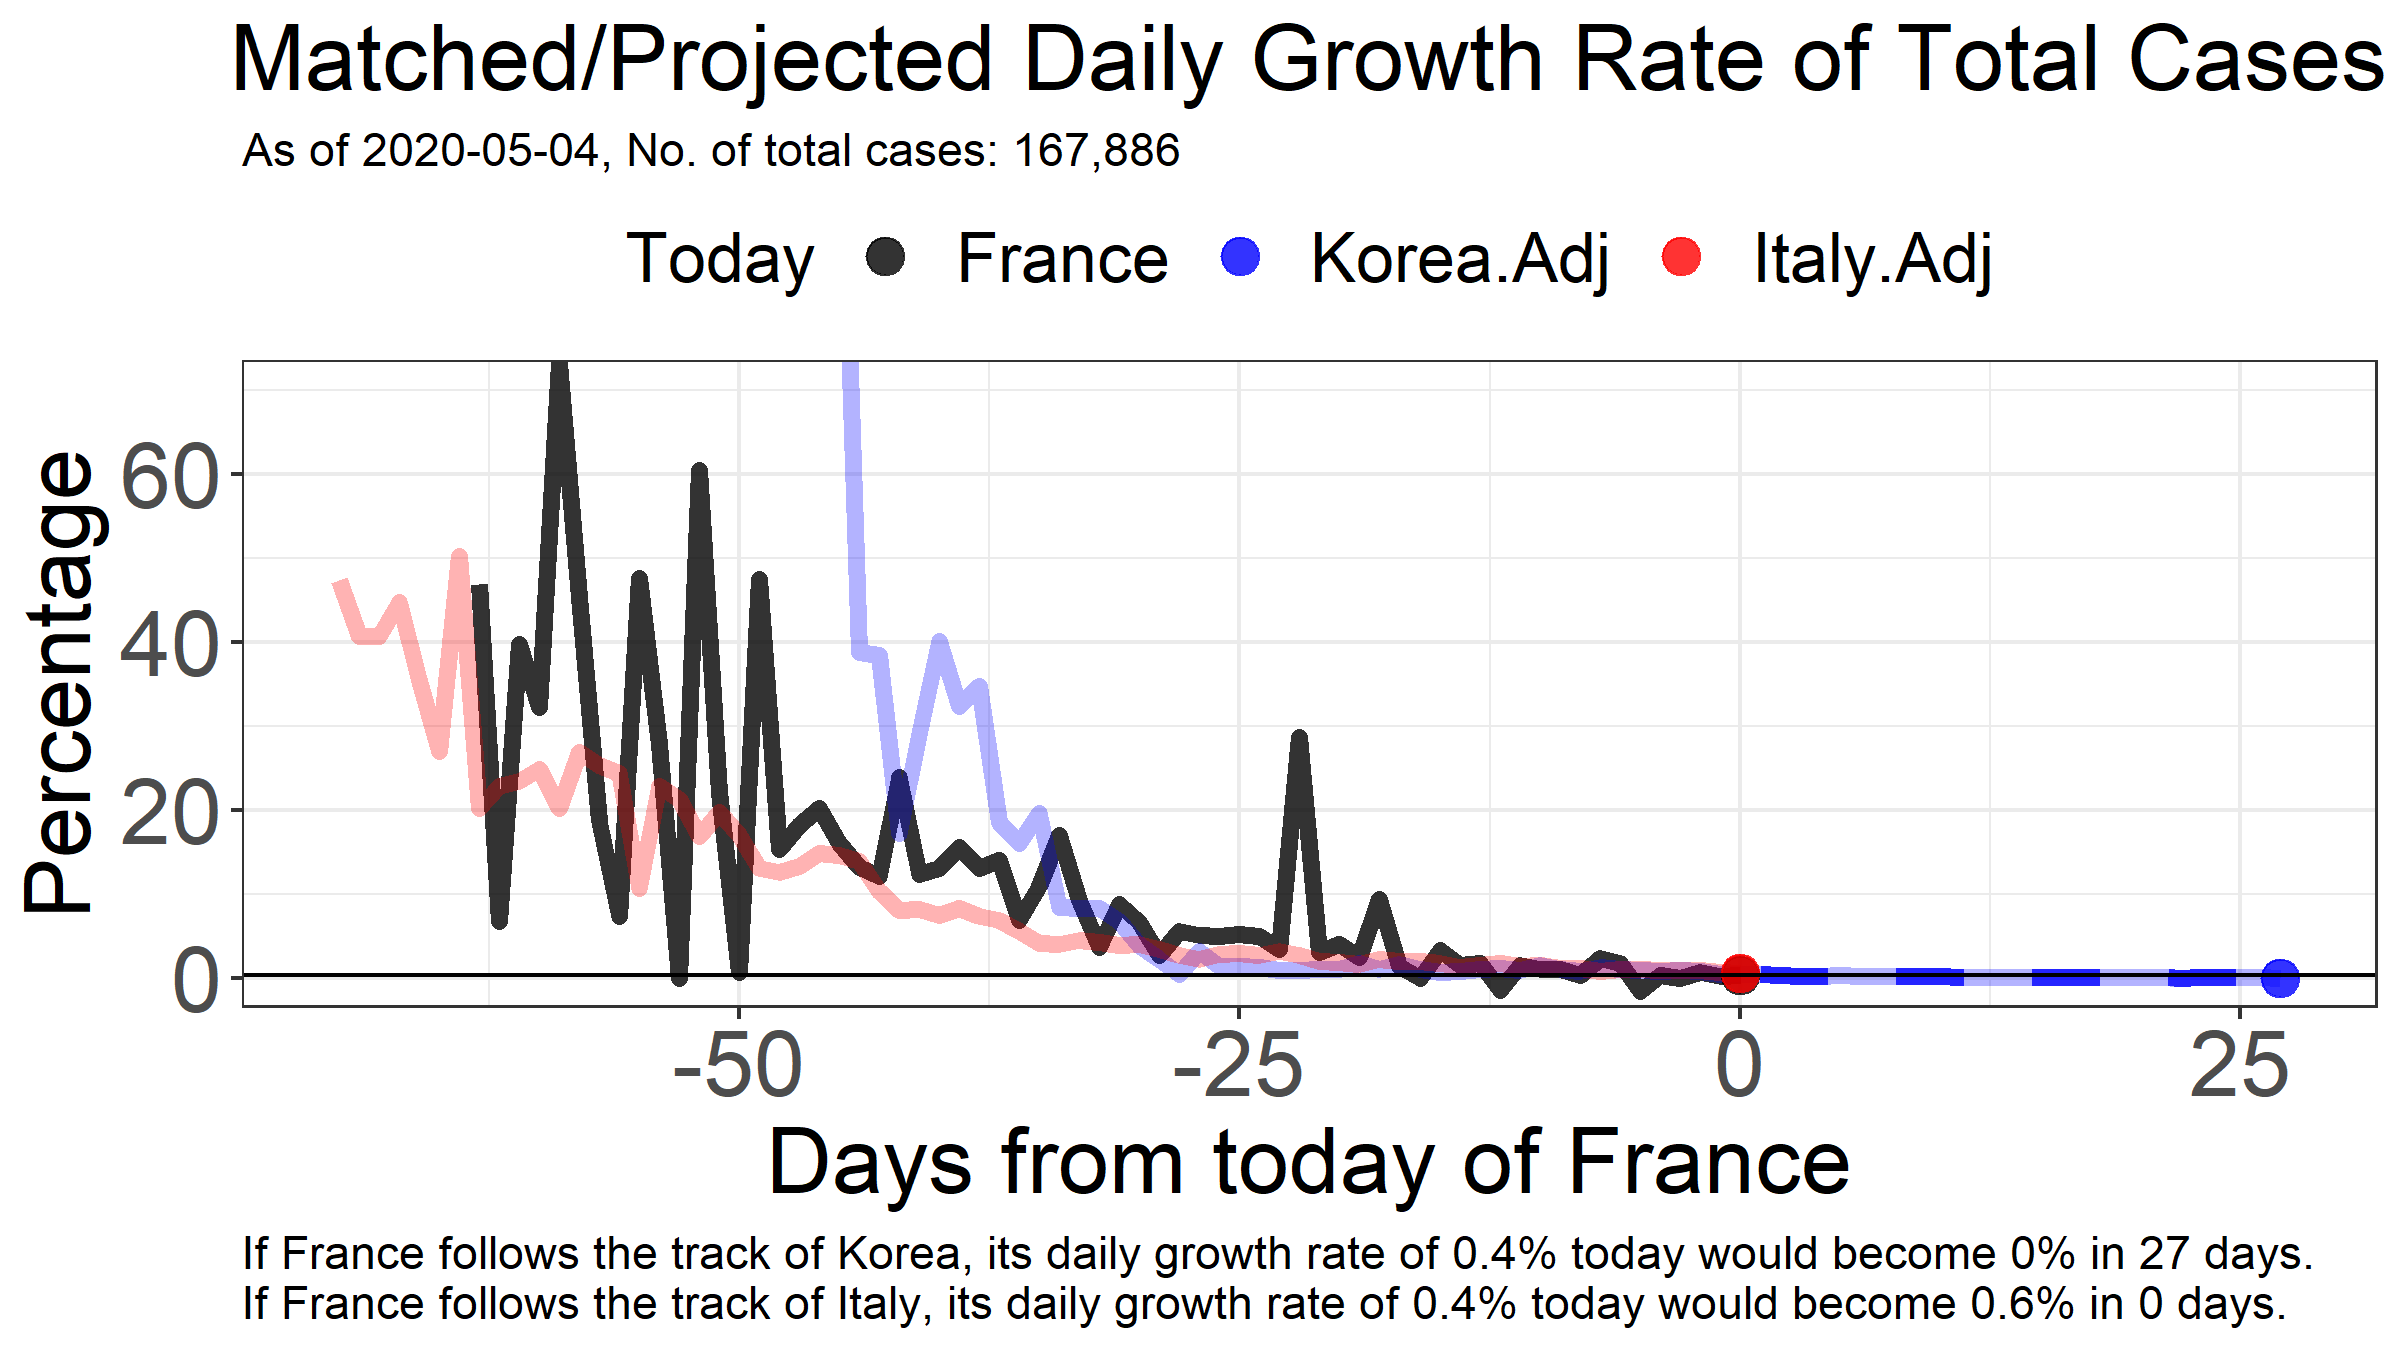 Matched/Projected Daily Growth Rate of Total Cases
As of 2020-05-04, No. of total cases: 167,886
Today France Korea.Adj Italy.Adj
Percentage
60
40
20
0
-50 -25 0 25
Days from today of France
If France follows the track of Korea, its daily growth rate of 0.4% today would become 0% in 27 days.
If France follows the track of Italy, its daily growth rate of 0.4% today would become 0.6% in 0 days.